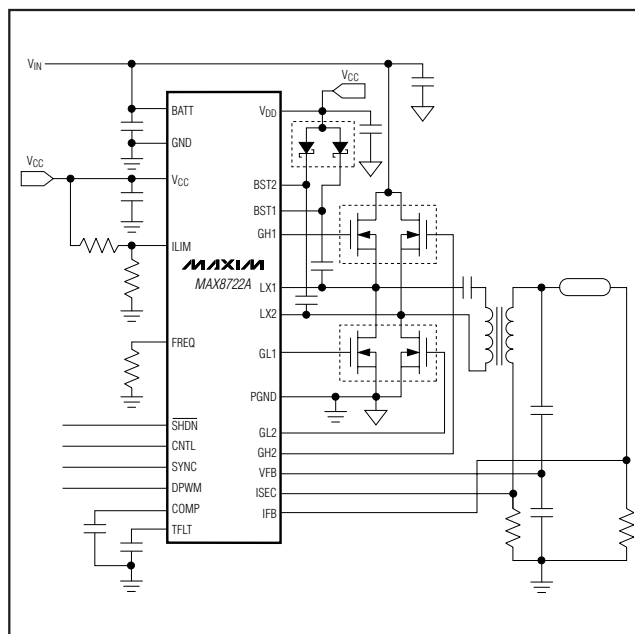 VIN
VCC
BATT
VDD
GND
VCC
VCC
BST2
BST1
GH1
ILIM
MAXIM
MAX8722A
LX1
LX2
FREQ
GL1
PGND
SHDN
GL2
CNTL
GH2
SYNC
VFB
DPWM
ISEC
COMP
IFB
TFLT